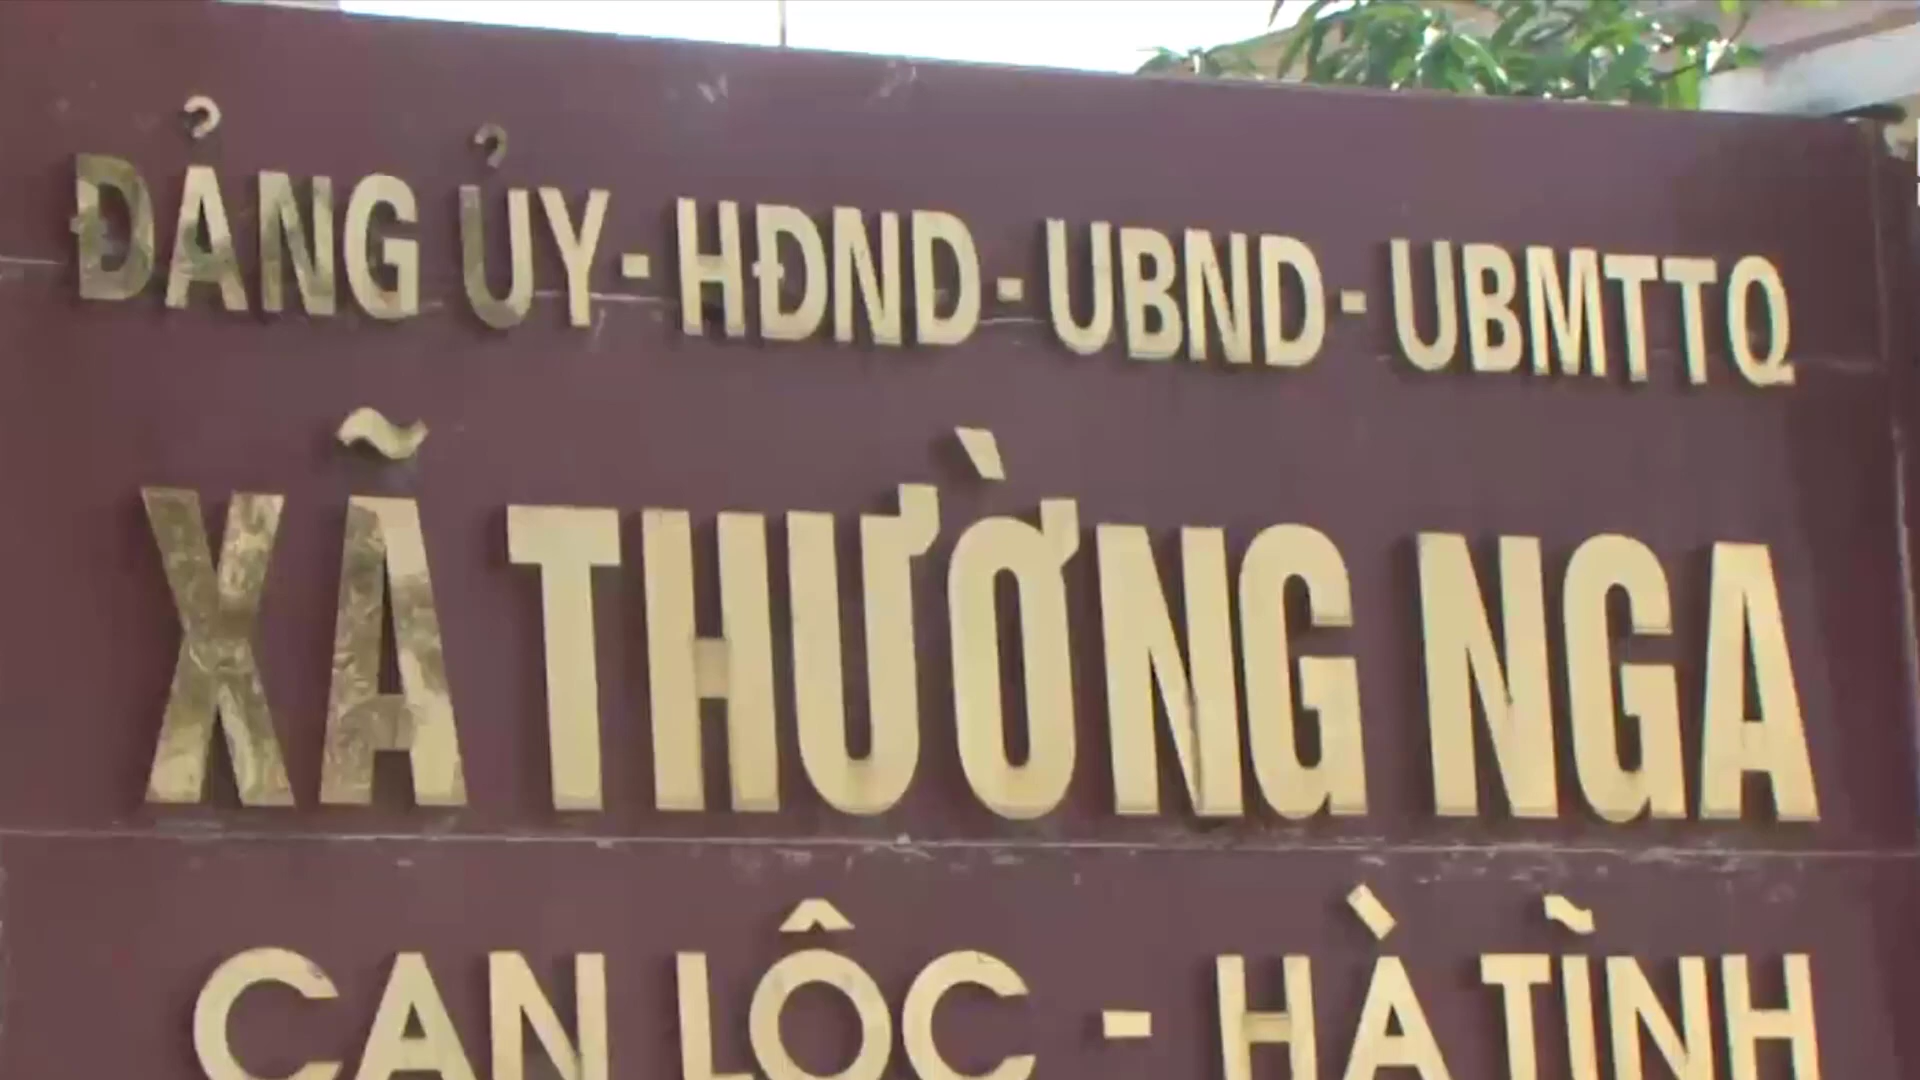 ĐẢNG ỦY-HĐND-UBND-UBMTTQ
XÃ THƯỜNG NGA
CAN LỘC - HÀ TĨNH